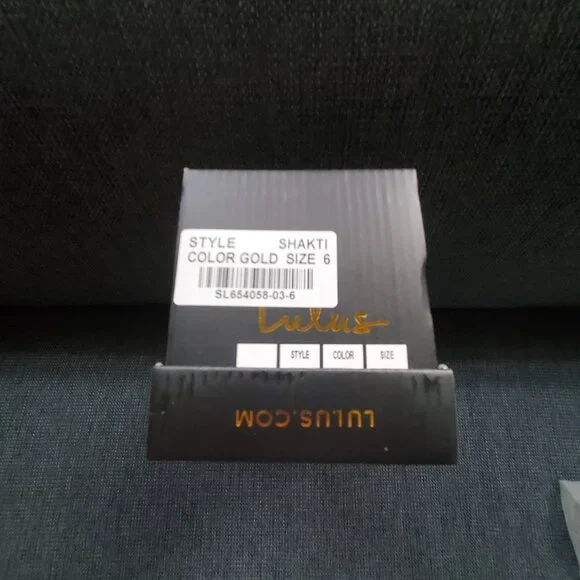 STYLE SHAKTI
COLOR GOLD SIZE 6
SL654058-03-6
Lulus
STYLE COLOR SIZE
LULUS.COM